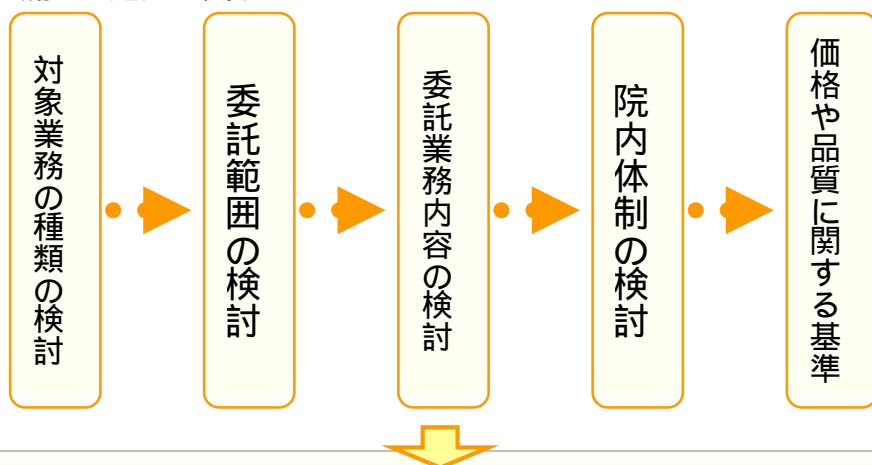 対象業務の種類の検討
委託範囲の検討
委託業務内容の検討
院内体制の検討
価格や品質に関する基準